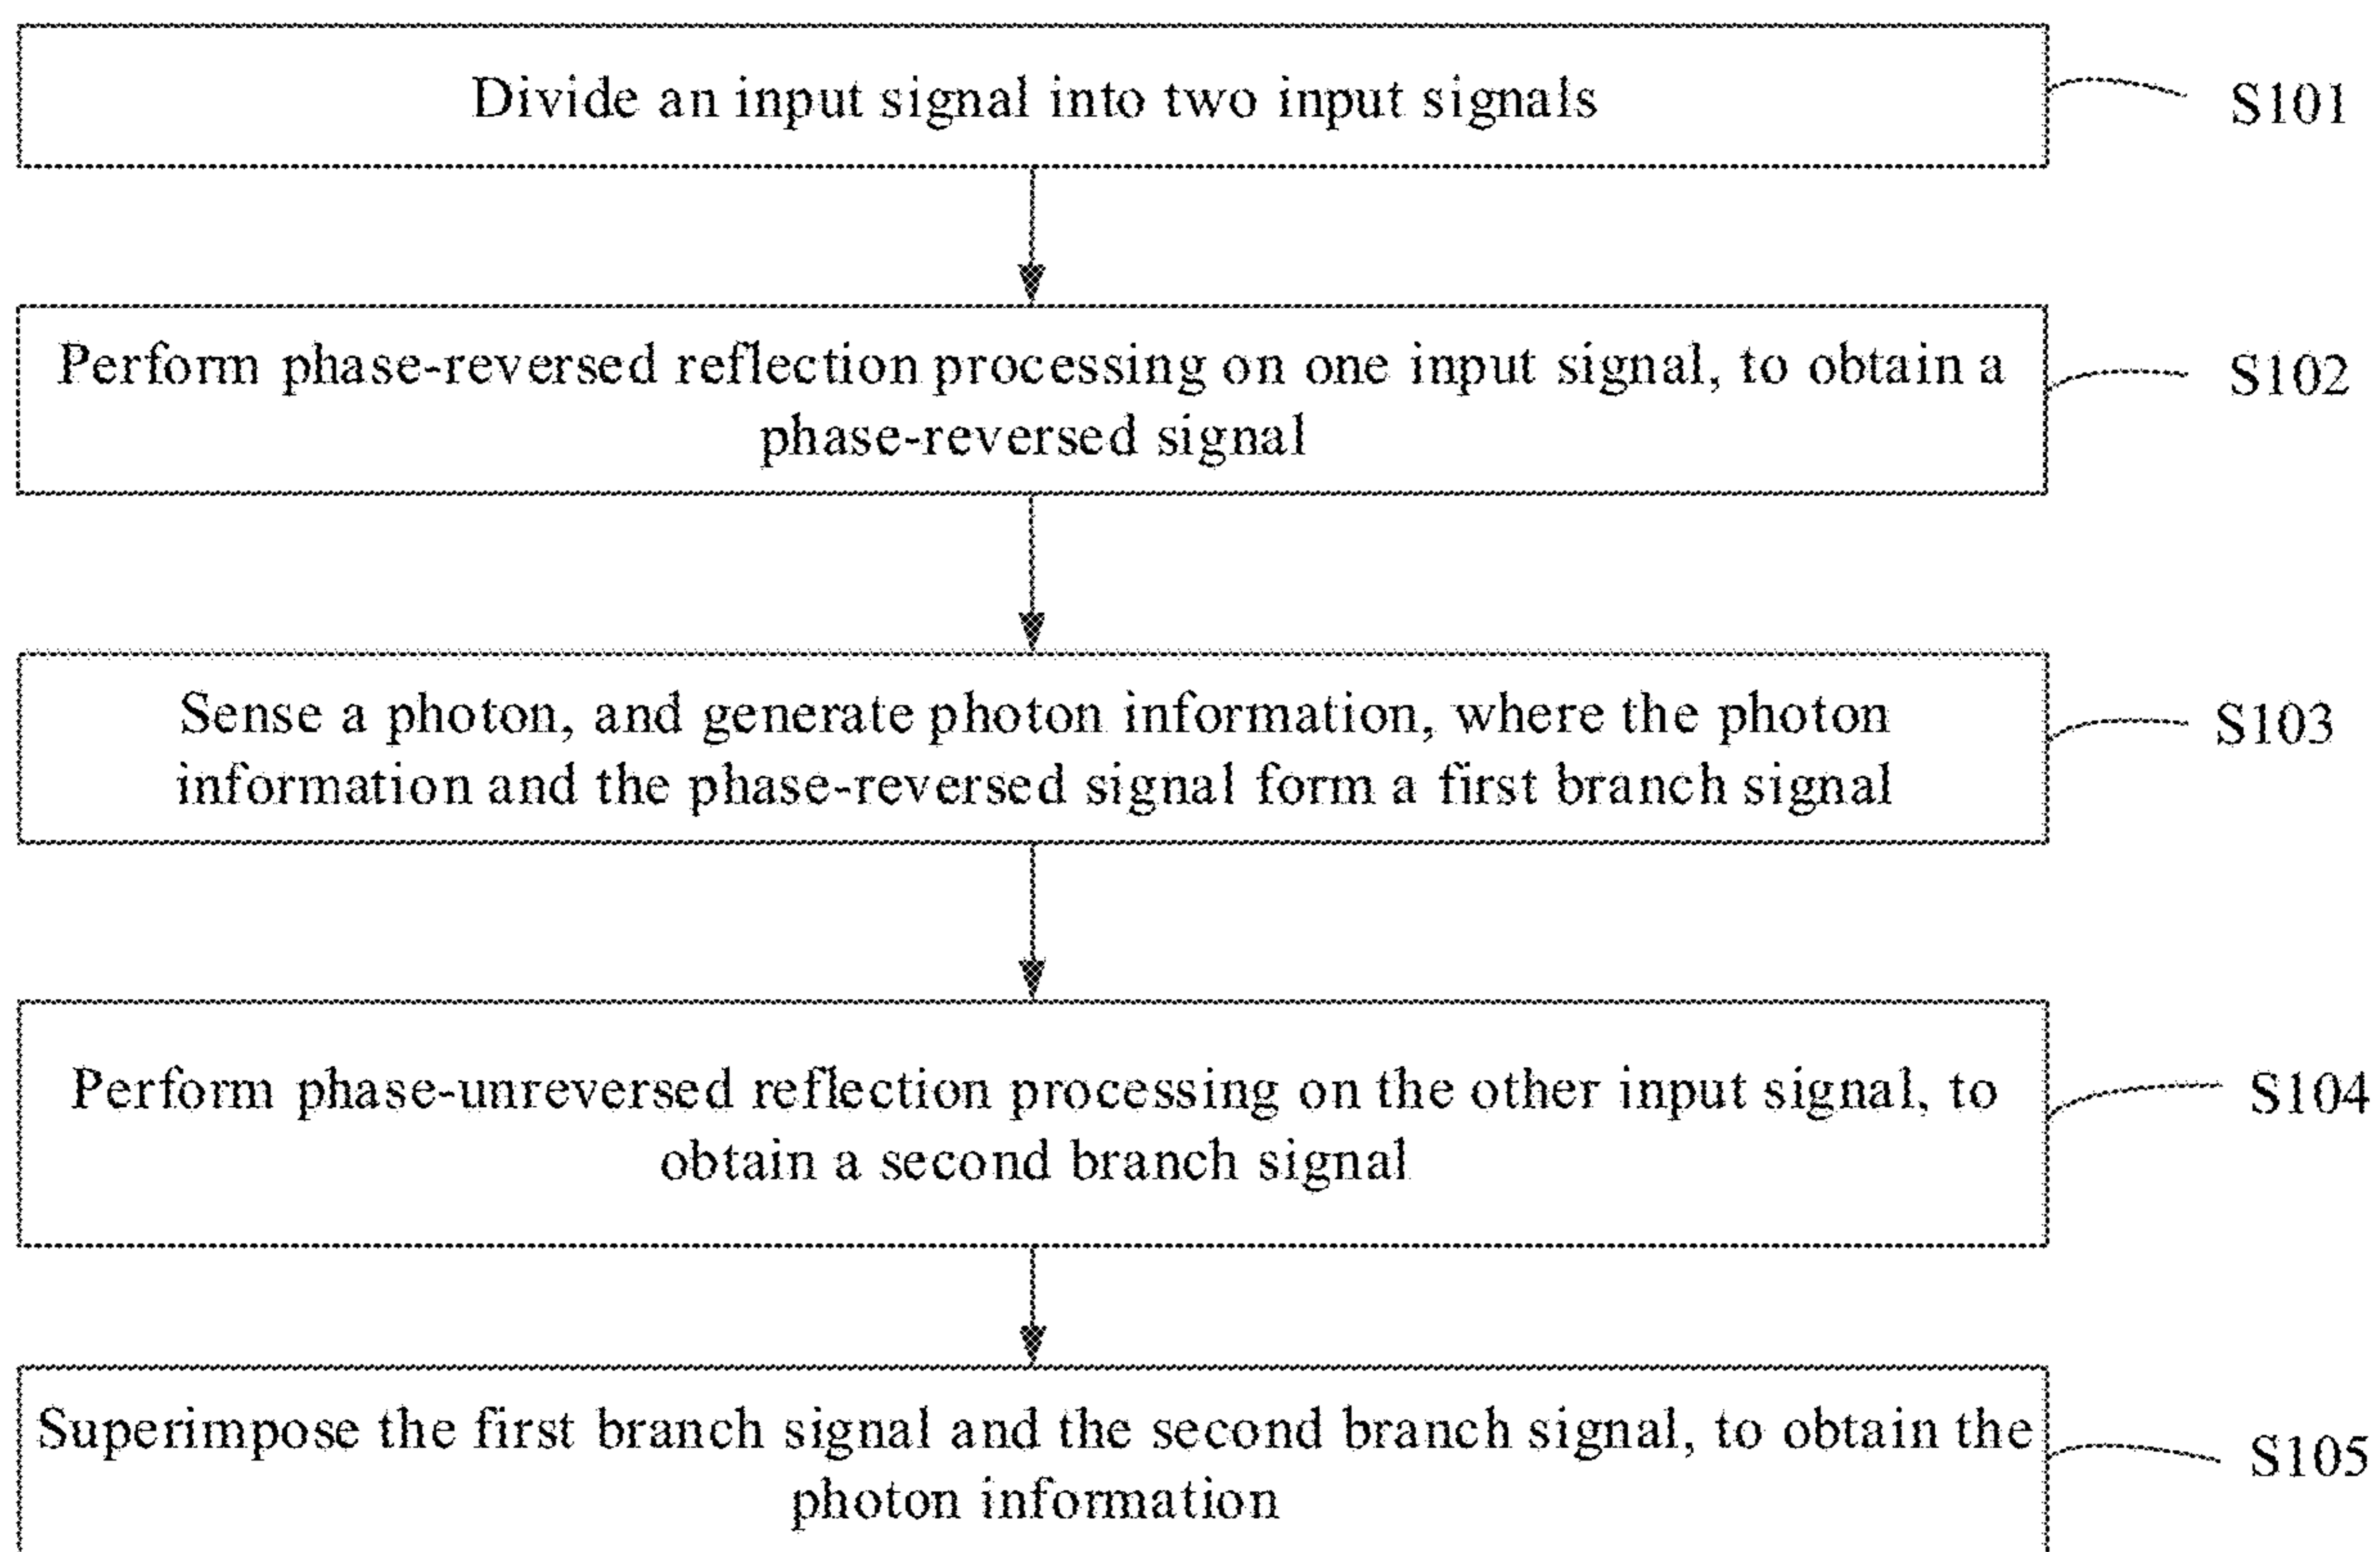 Divide an input signal into two input signals
S101
Perform phase-reversed reflection processing on one input signal, to obtain a
phase-reversed signal
S102
Sense a photon, and generate photon information, where the photon
information and the phase-reversed signal form a first branch signal
S103
Perform phase-unreversed reflection processing on the other input signal, to
obtain a second branch signal
S104
Superimpose the first branch signal and the second branch signal, to obtain the
photon information
S105